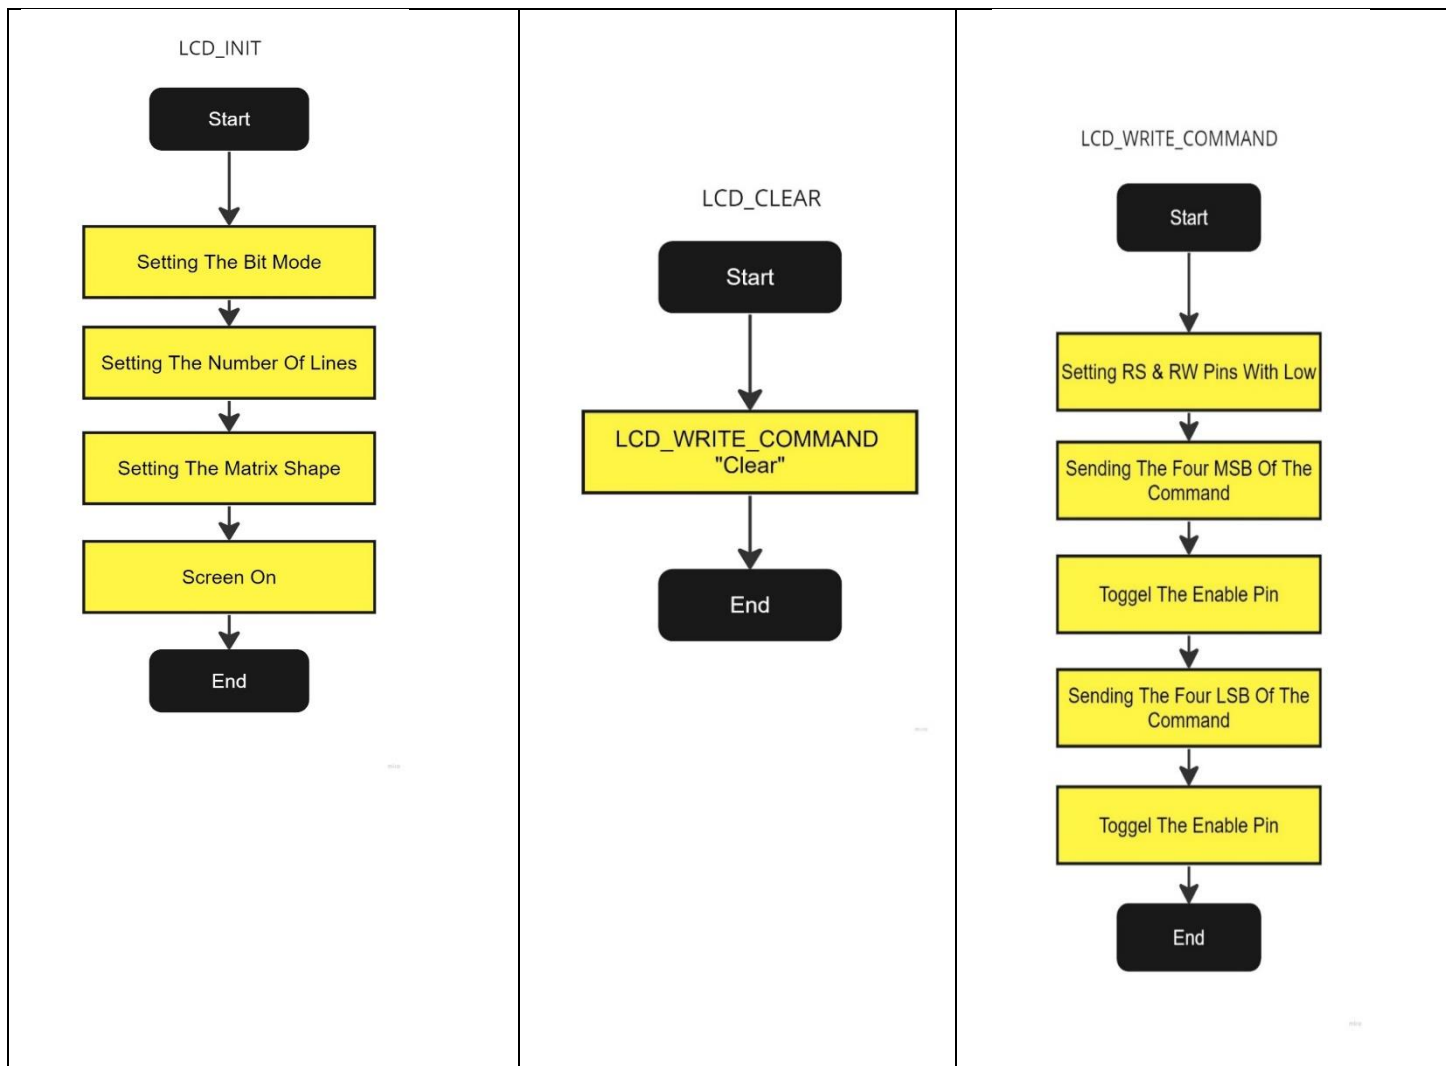 LCD_INIT
Start
Setting The Bit Mode
Setting The Number Of Lines
Setting The Matrix Shape
Screen On
End
LCD_CLEAR
Start
LCD_WRITE_COMMAND
"Clear"
End
LCD_WRITE_COMMAND
Start
Setting RS & RW Pins With Low
Sending The Four MSB Of The
Command
Toggel The Enable Pin
Sending The Four LSB Of The
Command
Toggel The Enable Pin
End